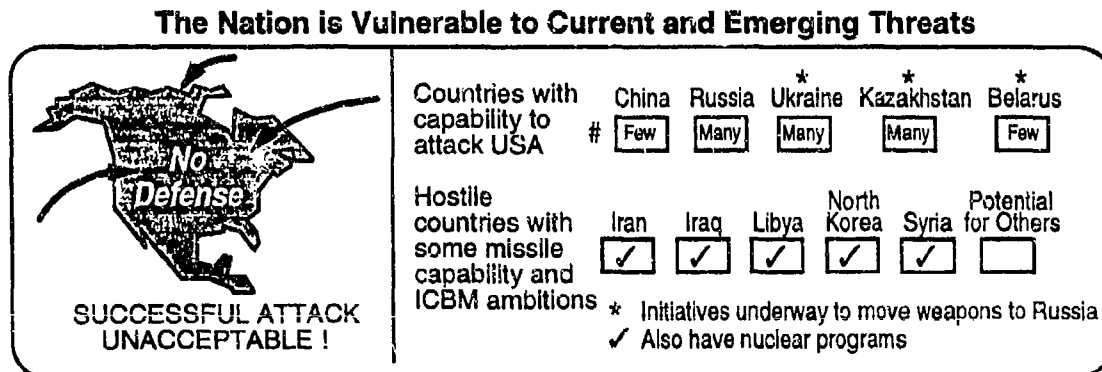 The Nation is Vulnerable to Current and Emerging Threats
No
Defense
SUCCESSFUL ATTACK
UNACCEPTABLE !
Countries with
capability to
attack USA
* * *
China Russia Ukraine Kazakhstan Belarus
# Few Many Many Many Few
Hostile
countries with
some missile
capability and
ICBM ambitions
Iran Iraq Libya North Korea Syria Potential for Others
✓ ✓ ✓ ✓ ✓
* Initiatives underway to move weapons to Russia
✓ Also have nuclear programs